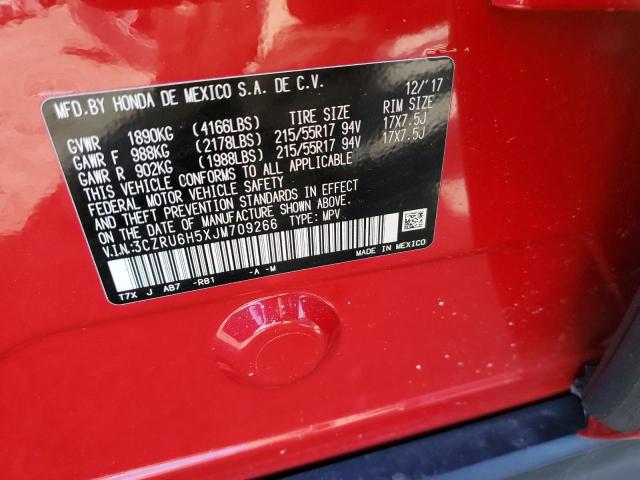 MFD. BY HONDA DE MEXICO S.A. DE C.V. 12/'17
TIRE SIZE RIM SIZE
GVWR 1890KG (4166LBS)
GAWR F 988KG (2178LBS) 215/55R17 94V 17X7.5J
GAWR R 902KG (1988LBS) 215/55R17 94V 17X7.5J
THIS VEHICLE CONFORMS TO ALL APPLICABLE
FEDERAL MOTOR VEHICLE SAFETY
AND THEFT PREVENTION STANDARDS IN EFFECT
ON THE DATE OF MANUFACTURE SHOWN ABOVE.
V.I.N:3CZRU6H5XJM709266 TYPE: MPV
MADE IN MEXICO
T7X J AB7 -RB1 -A -M